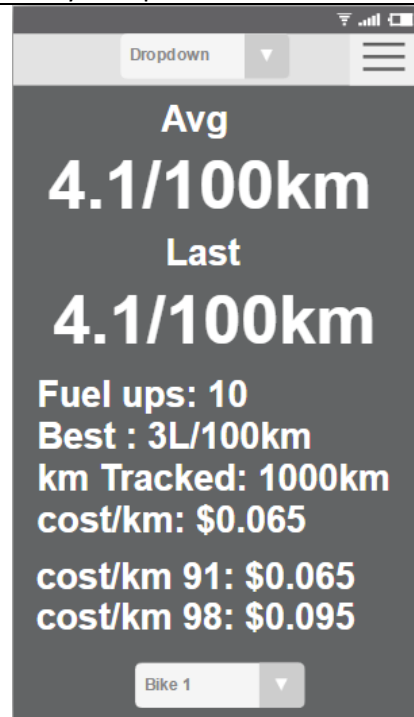 Dropdown
Avg
4.1/100km
Last
4.1/100km
Fuel ups: 10
Best : 3L/100km
km Tracked: 1000km
cost/km: $0.065
cost/km 91: $0.065
cost/km 98: $0.095
Bike 1